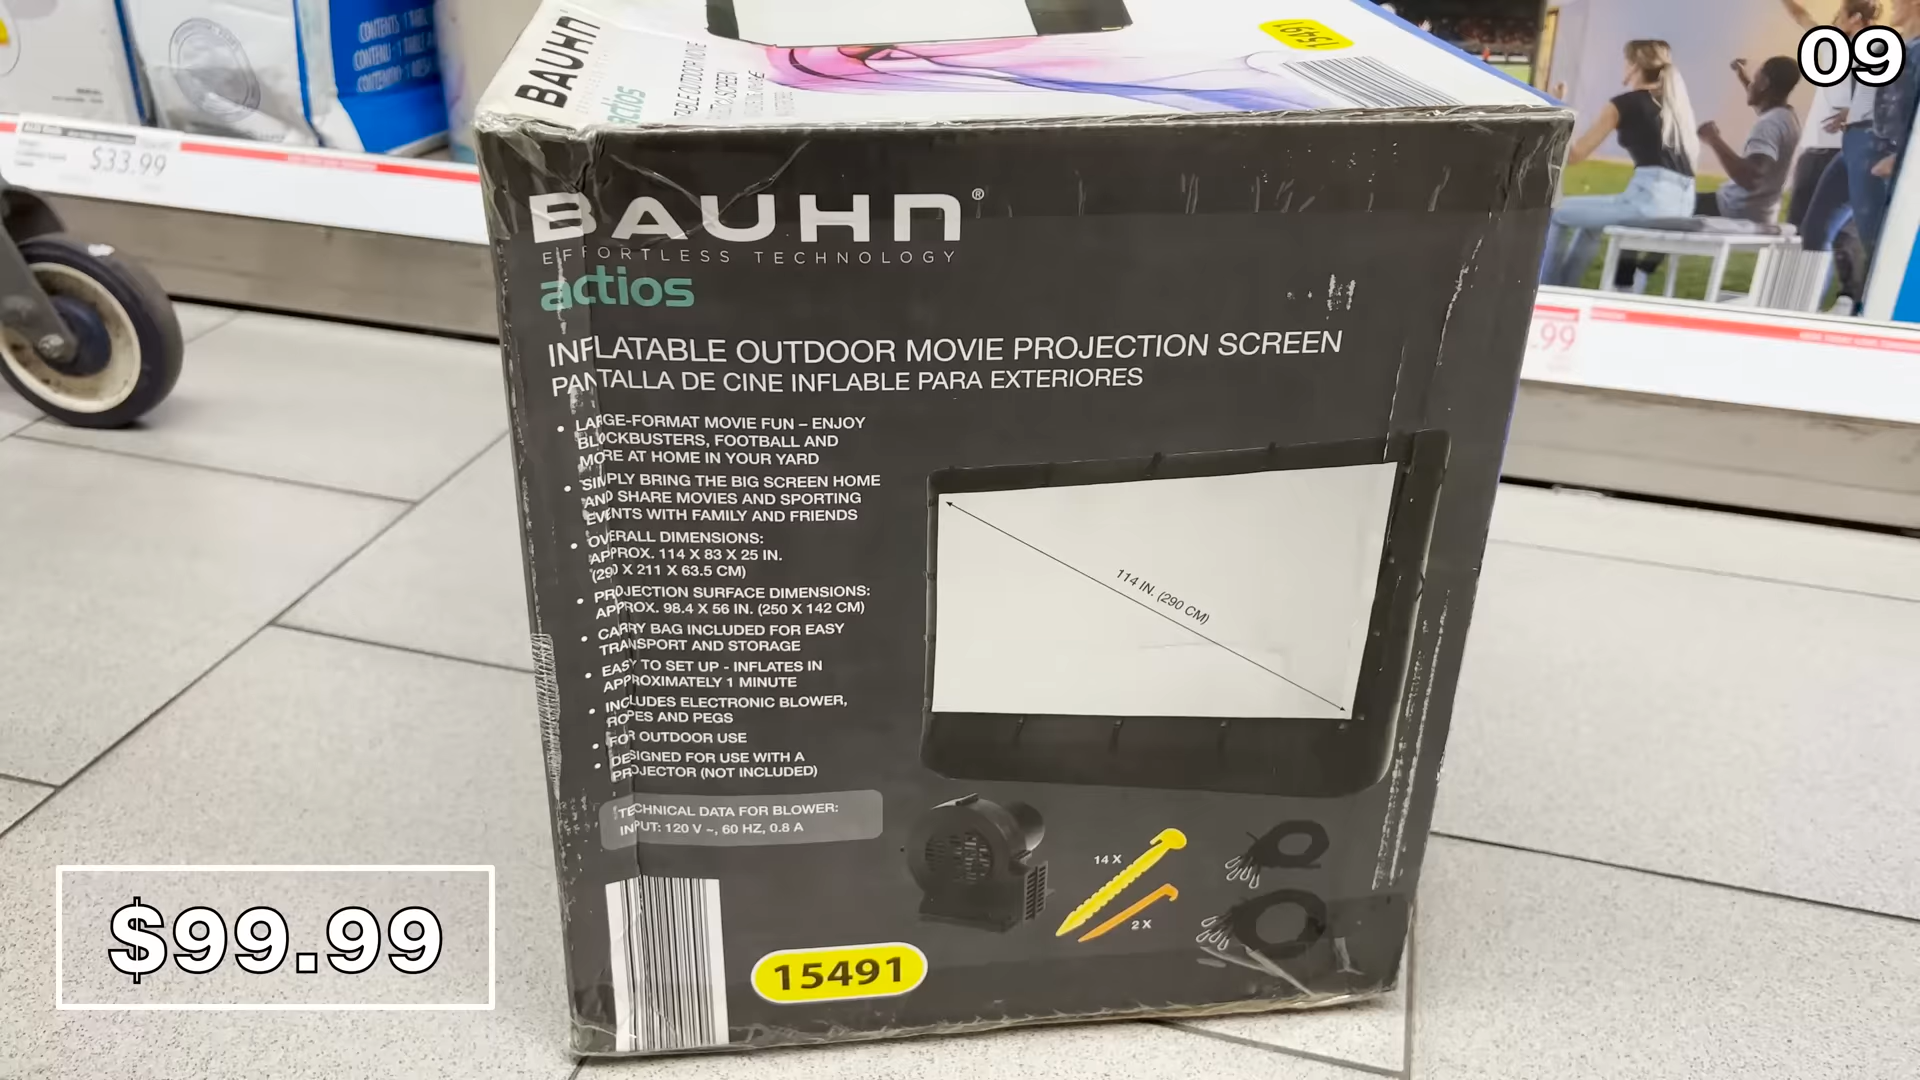 09
CONTENTS 1 TABL
$33.99
BAUHN
actios
15491
.99
BAUHN®
EFFORTLESS TECHNOLOGY
actios
INFLATABLE OUTDOOR MOVIE PROJECTION SCREEN
PANTALLA DE CINE INFLABLE PARA EXTERIORES
• LARGE-FORMAT MOVIE FUN – ENJOY
BLOCKBUSTERS, FOOTBALL AND
MORE AT HOME IN YOUR YARD
• SIMPLY BRING THE BIG SCREEN HOME
AND SHARE MOVIES AND SPORTING
EVENTS WITH FAMILY AND FRIENDS
• OVERALL DIMENSIONS:
APPROX. 114 X 83 X 25 IN.
(290 X 211 X 63.5 CM)
• PROJECTION SURFACE DIMENSIONS:
APPROX. 98.4 X 56 IN. (250 X 142 CM)
• CARRY BAG INCLUDED FOR EASY
TRANSPORT AND STORAGE
• EASY TO SET UP - INFLATES IN
APPROXIMATELY 1 MINUTE
• INCLUDES ELECTRONIC BLOWER,
ROPES AND PEGS
• FOR OUTDOOR USE
• DESIGNED FOR USE WITH A
PROJECTOR (NOT INCLUDED)
TECHNICAL DATA FOR BLOWER:
INPUT: 120 V ~, 60 HZ, 0.8 A
114 IN. (290 CM)
14 X
2 X
15491
$99.99